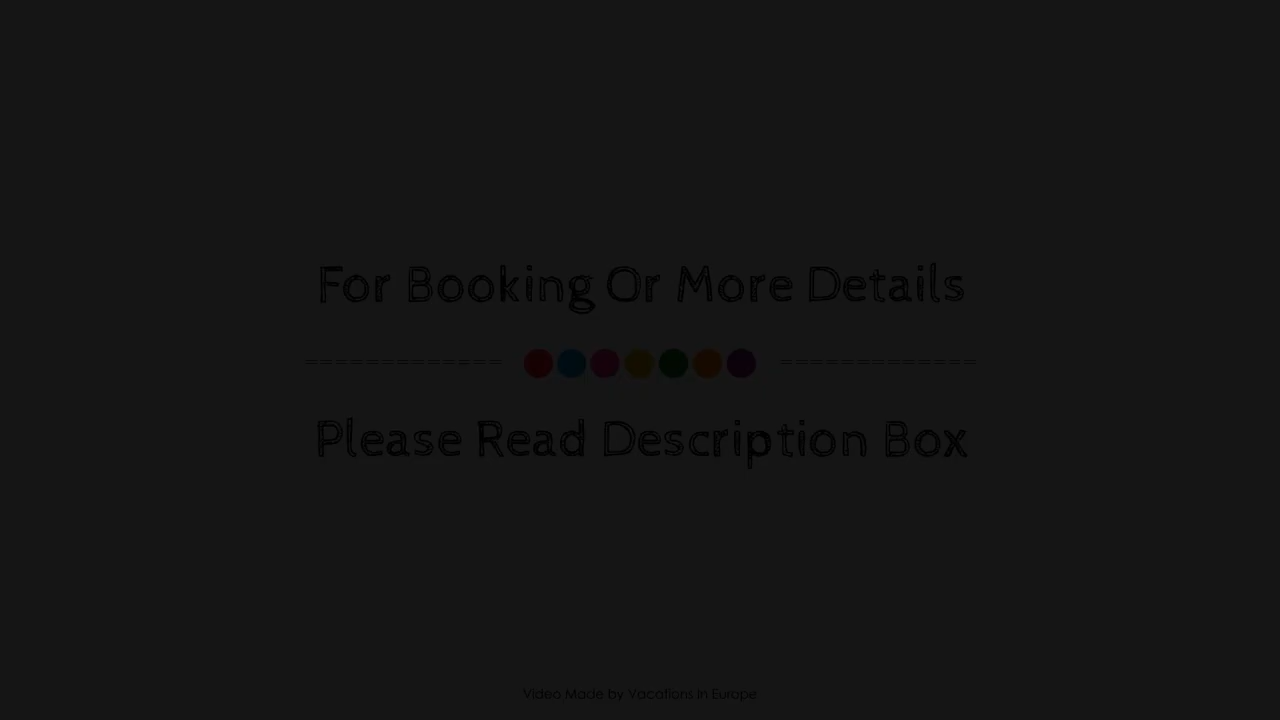 For Booking Or More Details
============= =============
Please Read Description Box
Video Made by Vacations In Europe